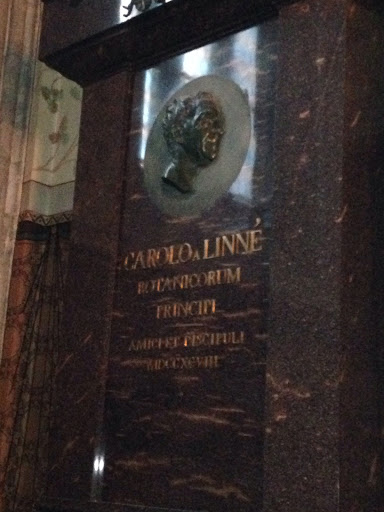 CAROLO A LINNÉ
BOTANICORUM
PRINCIPI
AMICI ET DISCIPULI
MDCCXCVIII